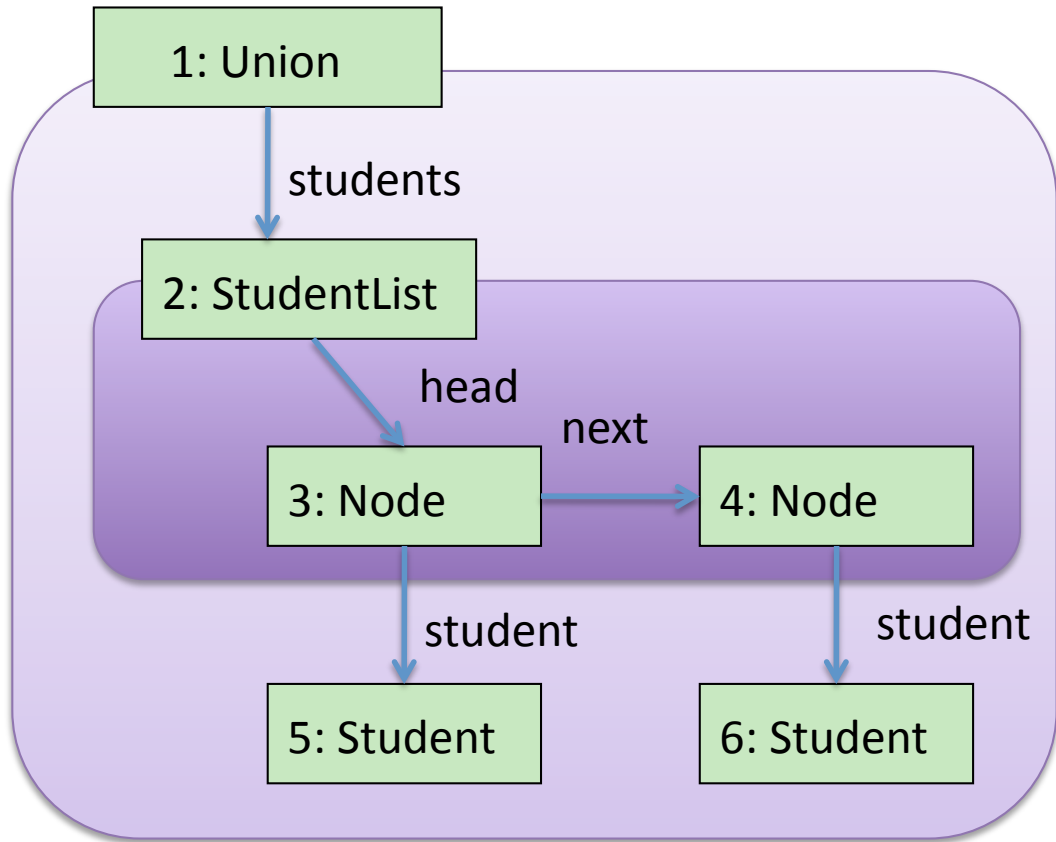 1: Union
students
2: StudentList
head
next
3: Node
4: Node
student
student
5: Student
6: Student